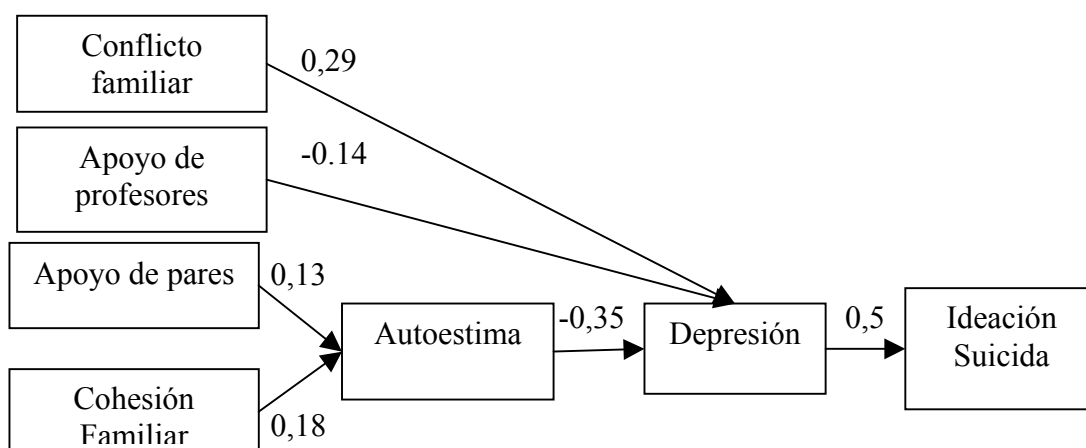 Conflicto
familiar
0,29
Apoyo de
profesores
-0.14
Apoyo de pares
0,13
Autoestima
-0,35
Depresión
0,5
Ideación
Suicida
Cohesión
Familiar
0,18